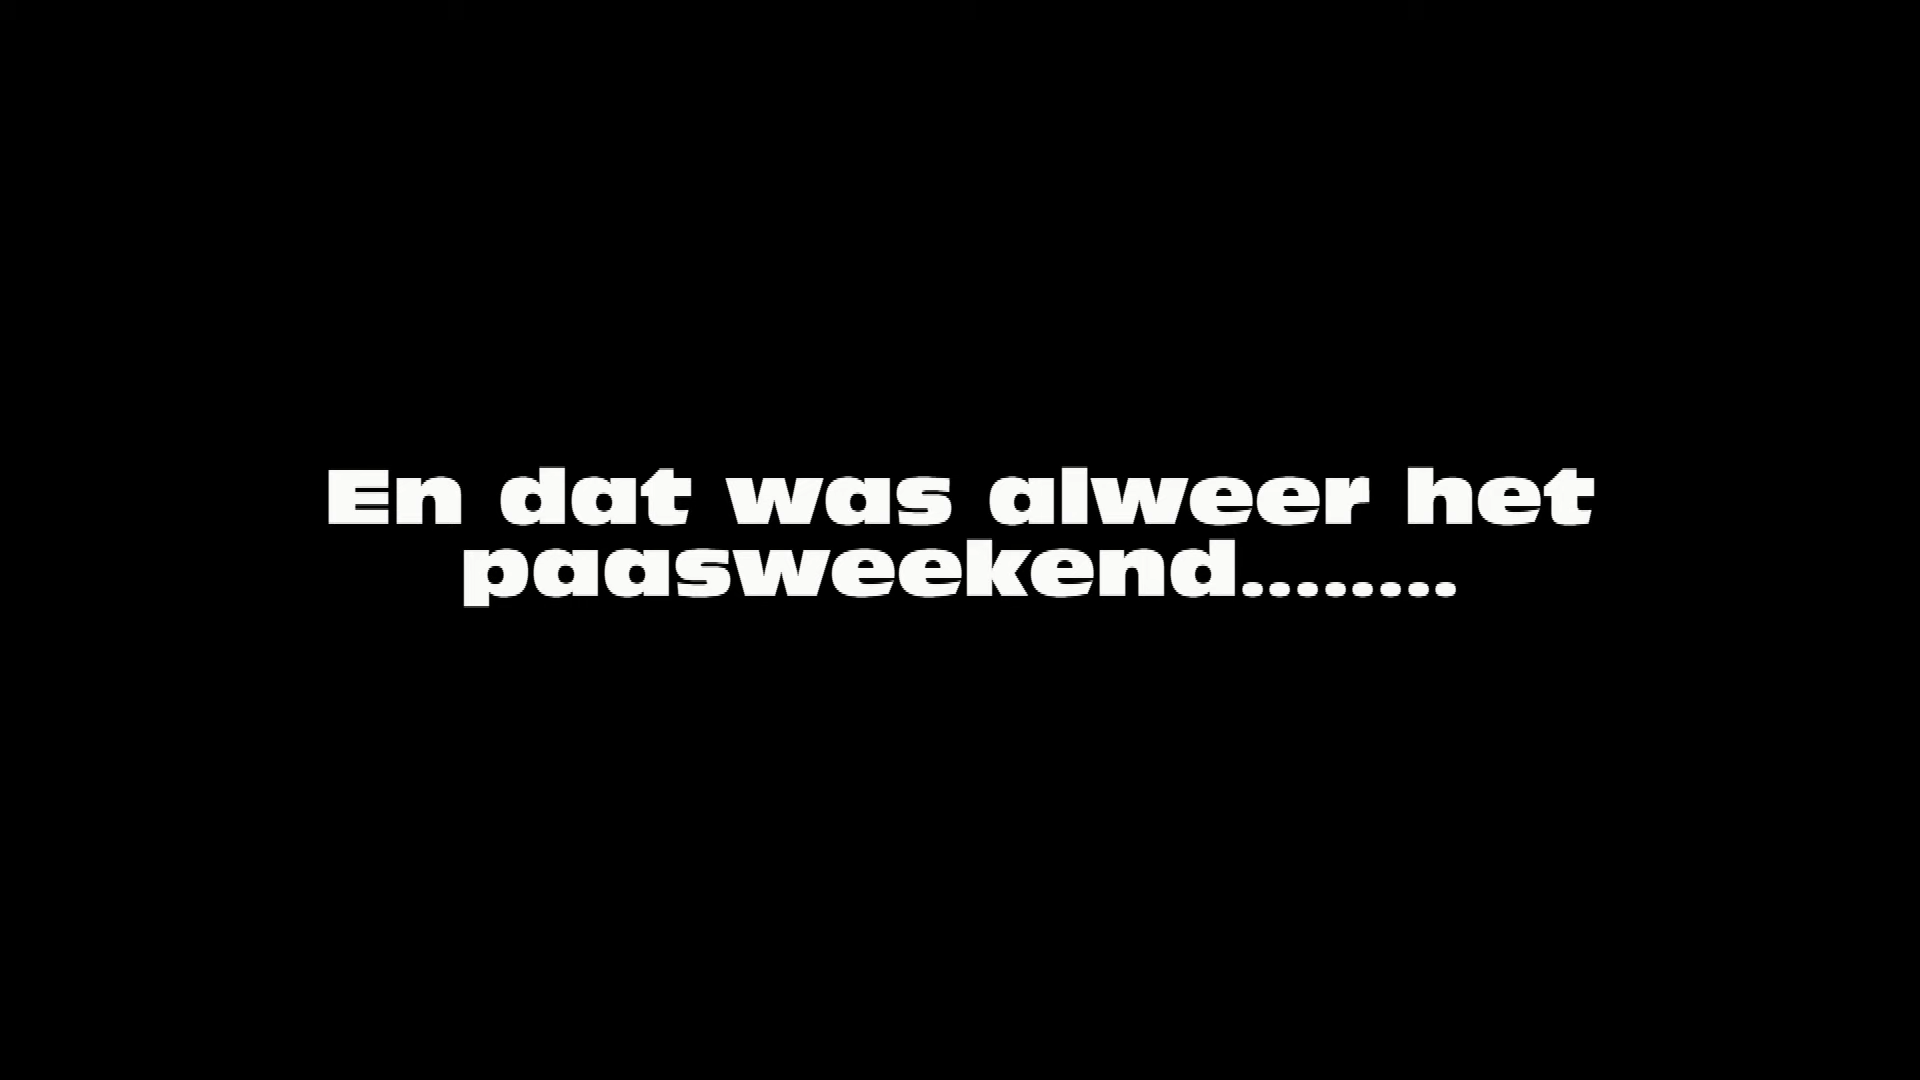 En dat was alweer het
paasweekend........